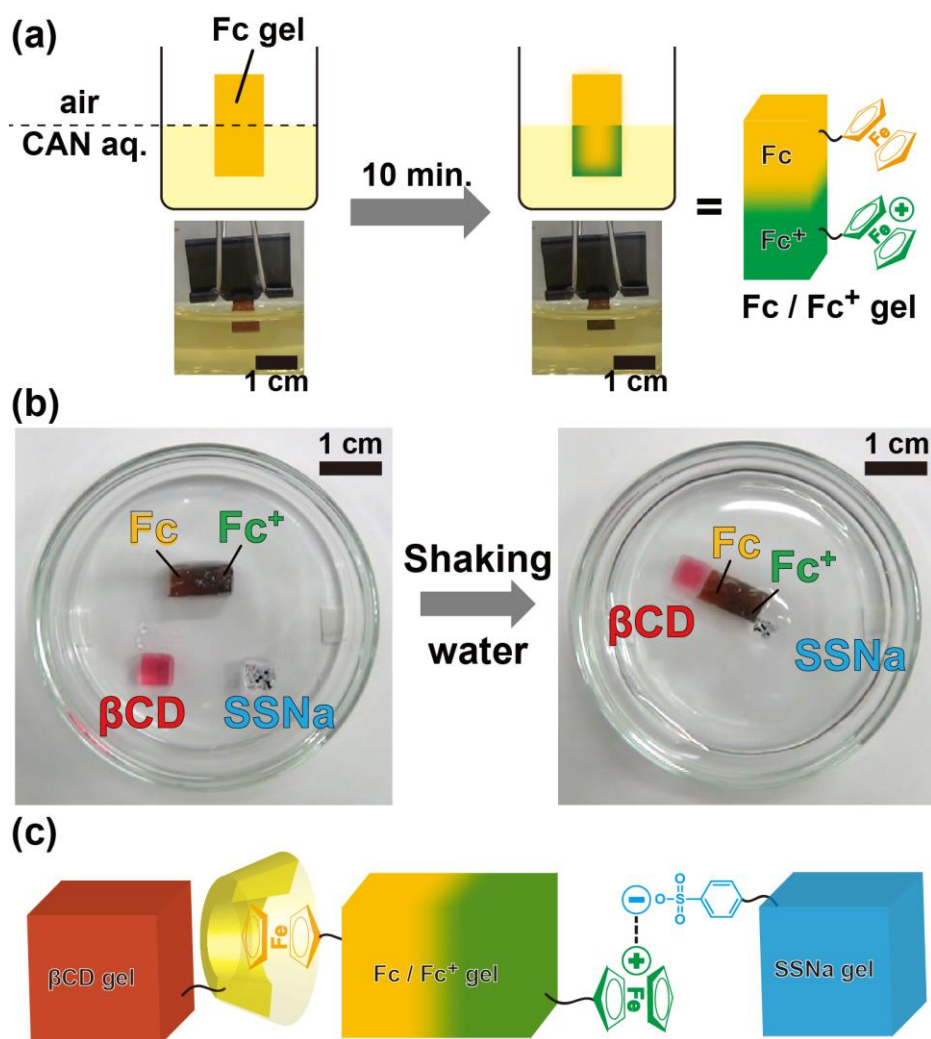 (a)
Fc gel
air
CAN aq.
10 min.
=
Fc
Fe
Fc⁺
Fe
+
Fc / Fc⁺ gel
1 cm
1 cm
(b)
1 cm
Fc
Fc⁺
βCD
SSNa
Shaking
water
1 cm
Fc
Fc⁺
βCD
SSNa
(c)
βCD gel
Fe
Fc / Fc⁺ gel
−
O
O
S
O
+
Fe
SSNa gel